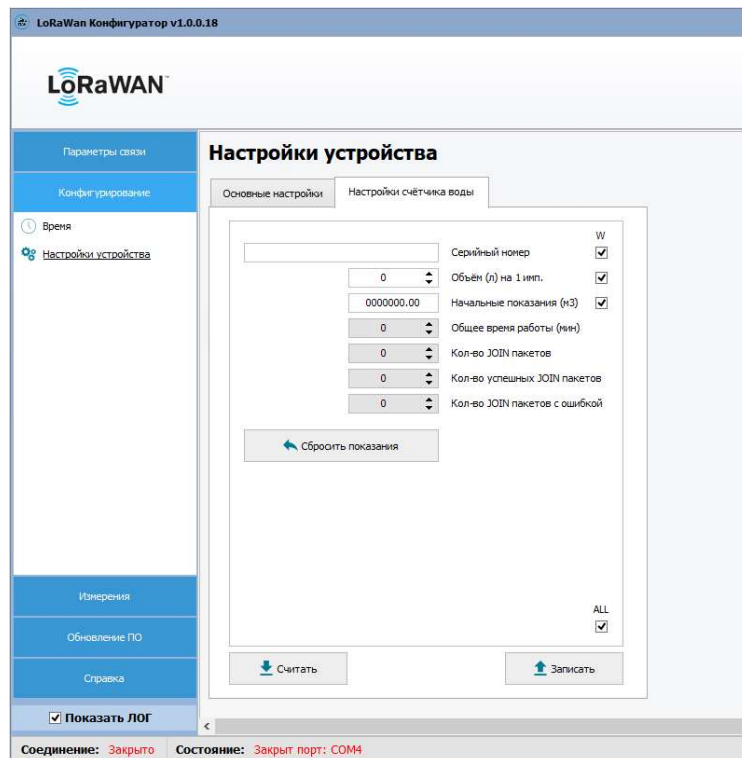 LoRaWan Конфигуратор v1.0.0.18
LoRaWAN™
Параметры связи
Конфигурирование
Время
Настройки устройства
Измерения
Обновление ПО
Справка
Показать ЛОГ
Настройки устройства
Основные настройки
Настройки счётчика воды
W
Серийный номер
0 Объём (л) на 1 имп.
0000000.00 Начальные показания (м3)
0 Общее время работы (мин)
0 Кол-во JOIN пакетов
0 Кол-во успешных JOIN пакетов
0 Кол-во JOIN пакетов с ошибкой
Сбросить показания
ALL
Считать
Записать
Соединение: Закрыто Состояние: Закрыт порт: COM4